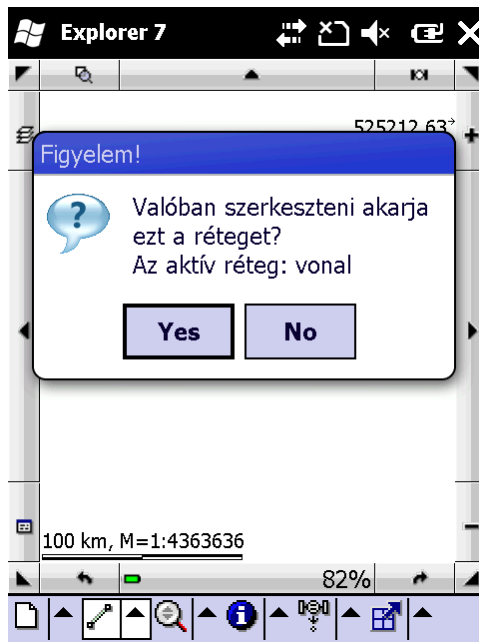 Explorer 7
525212.63
Figyelem!
Valóban szerkeszteni akarja
ezt a réteget?
Az aktív réteg: vonal
Yes
No
100 km, M=1:4363636
82%